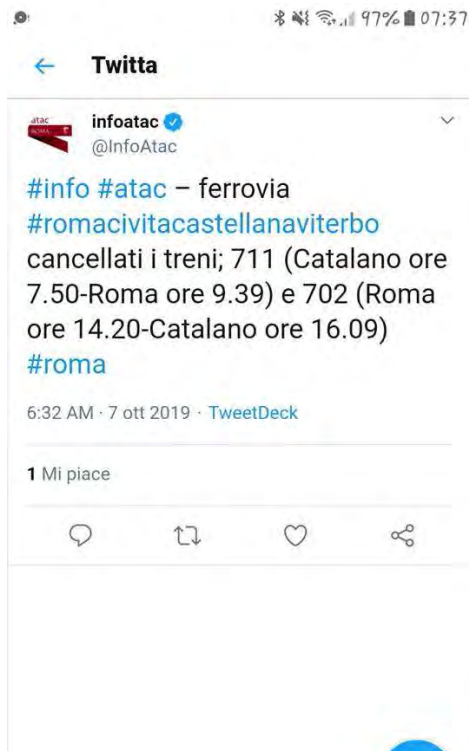 97% 07:37
Twitta
atac
ROMA
infoatac
@InfoAtac
#info #atac – ferrovia
#romacivitacastellanaviterbo
cancellati i treni; 711 (Catalano ore
7.50-Roma ore 9.39) e 702 (Roma
ore 14.20-Catalano ore 16.09)
#roma
6:32 AM · 7 ott 2019 · TweetDeck
1 Mi piace